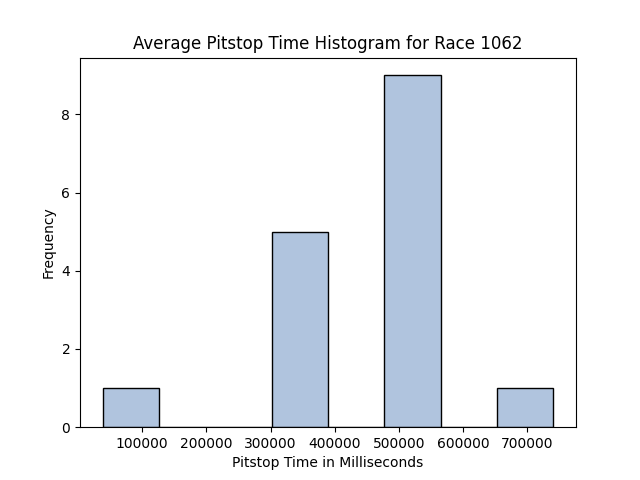 Average Pitstop Time Histogram for Race 1062
8
6
4
2
0
Frequency
100000 200000 300000 400000 500000 600000 700000
Pitstop Time in Milliseconds